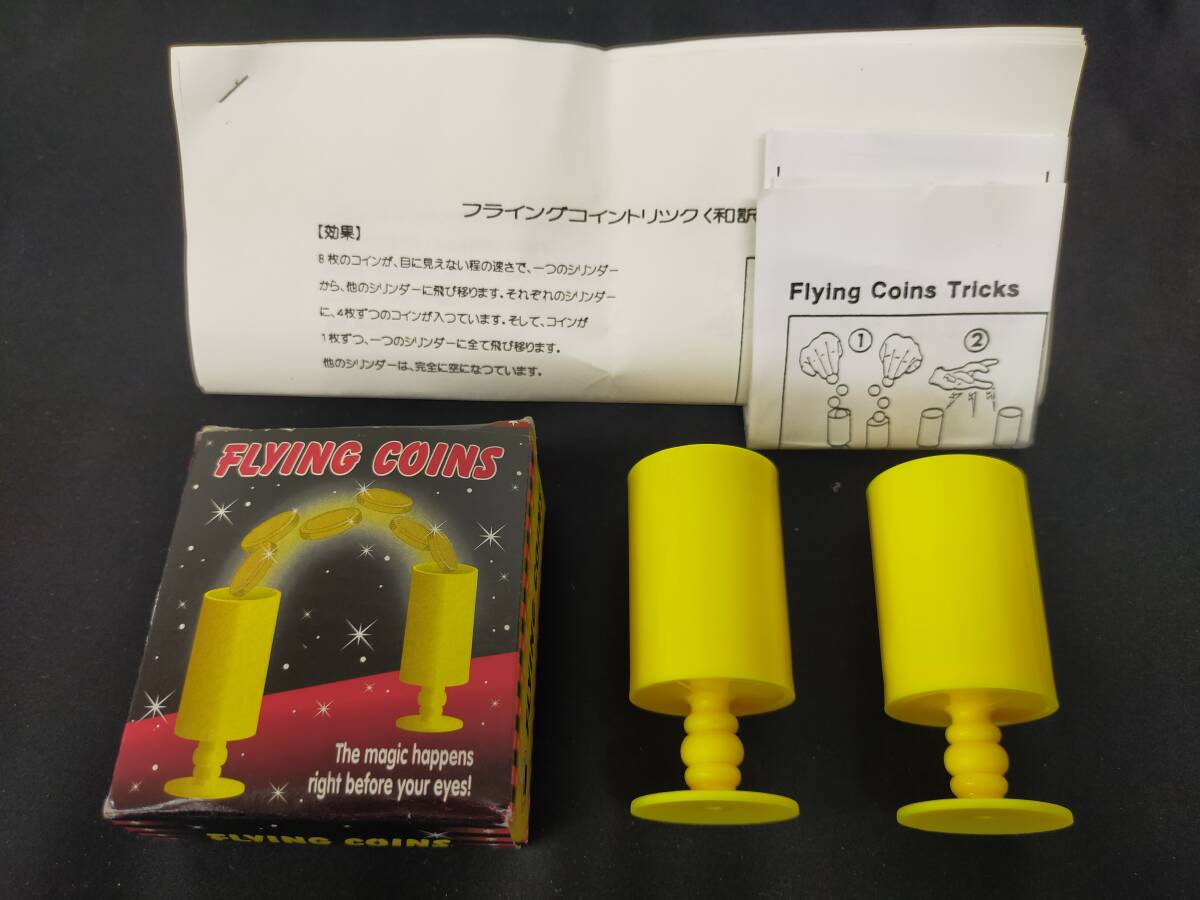 フライングコイントリック〈和訳
【効果】
8枚のコインが、目に見えない程の速さで、一つのシリンダー
から、他のシリンダーに飛び移ります。それぞれのシリンダー
に、4枚ずつのコインが入つています。そして、コインが
1枚ずつ、一つのシリンダーに全て飛び移ります。
他のシリンダーは、完全に空になつています。
Flying Coins Tricks
①
②
FLYING COINS
The magic happens
right before your eyes!
FLYING COINS